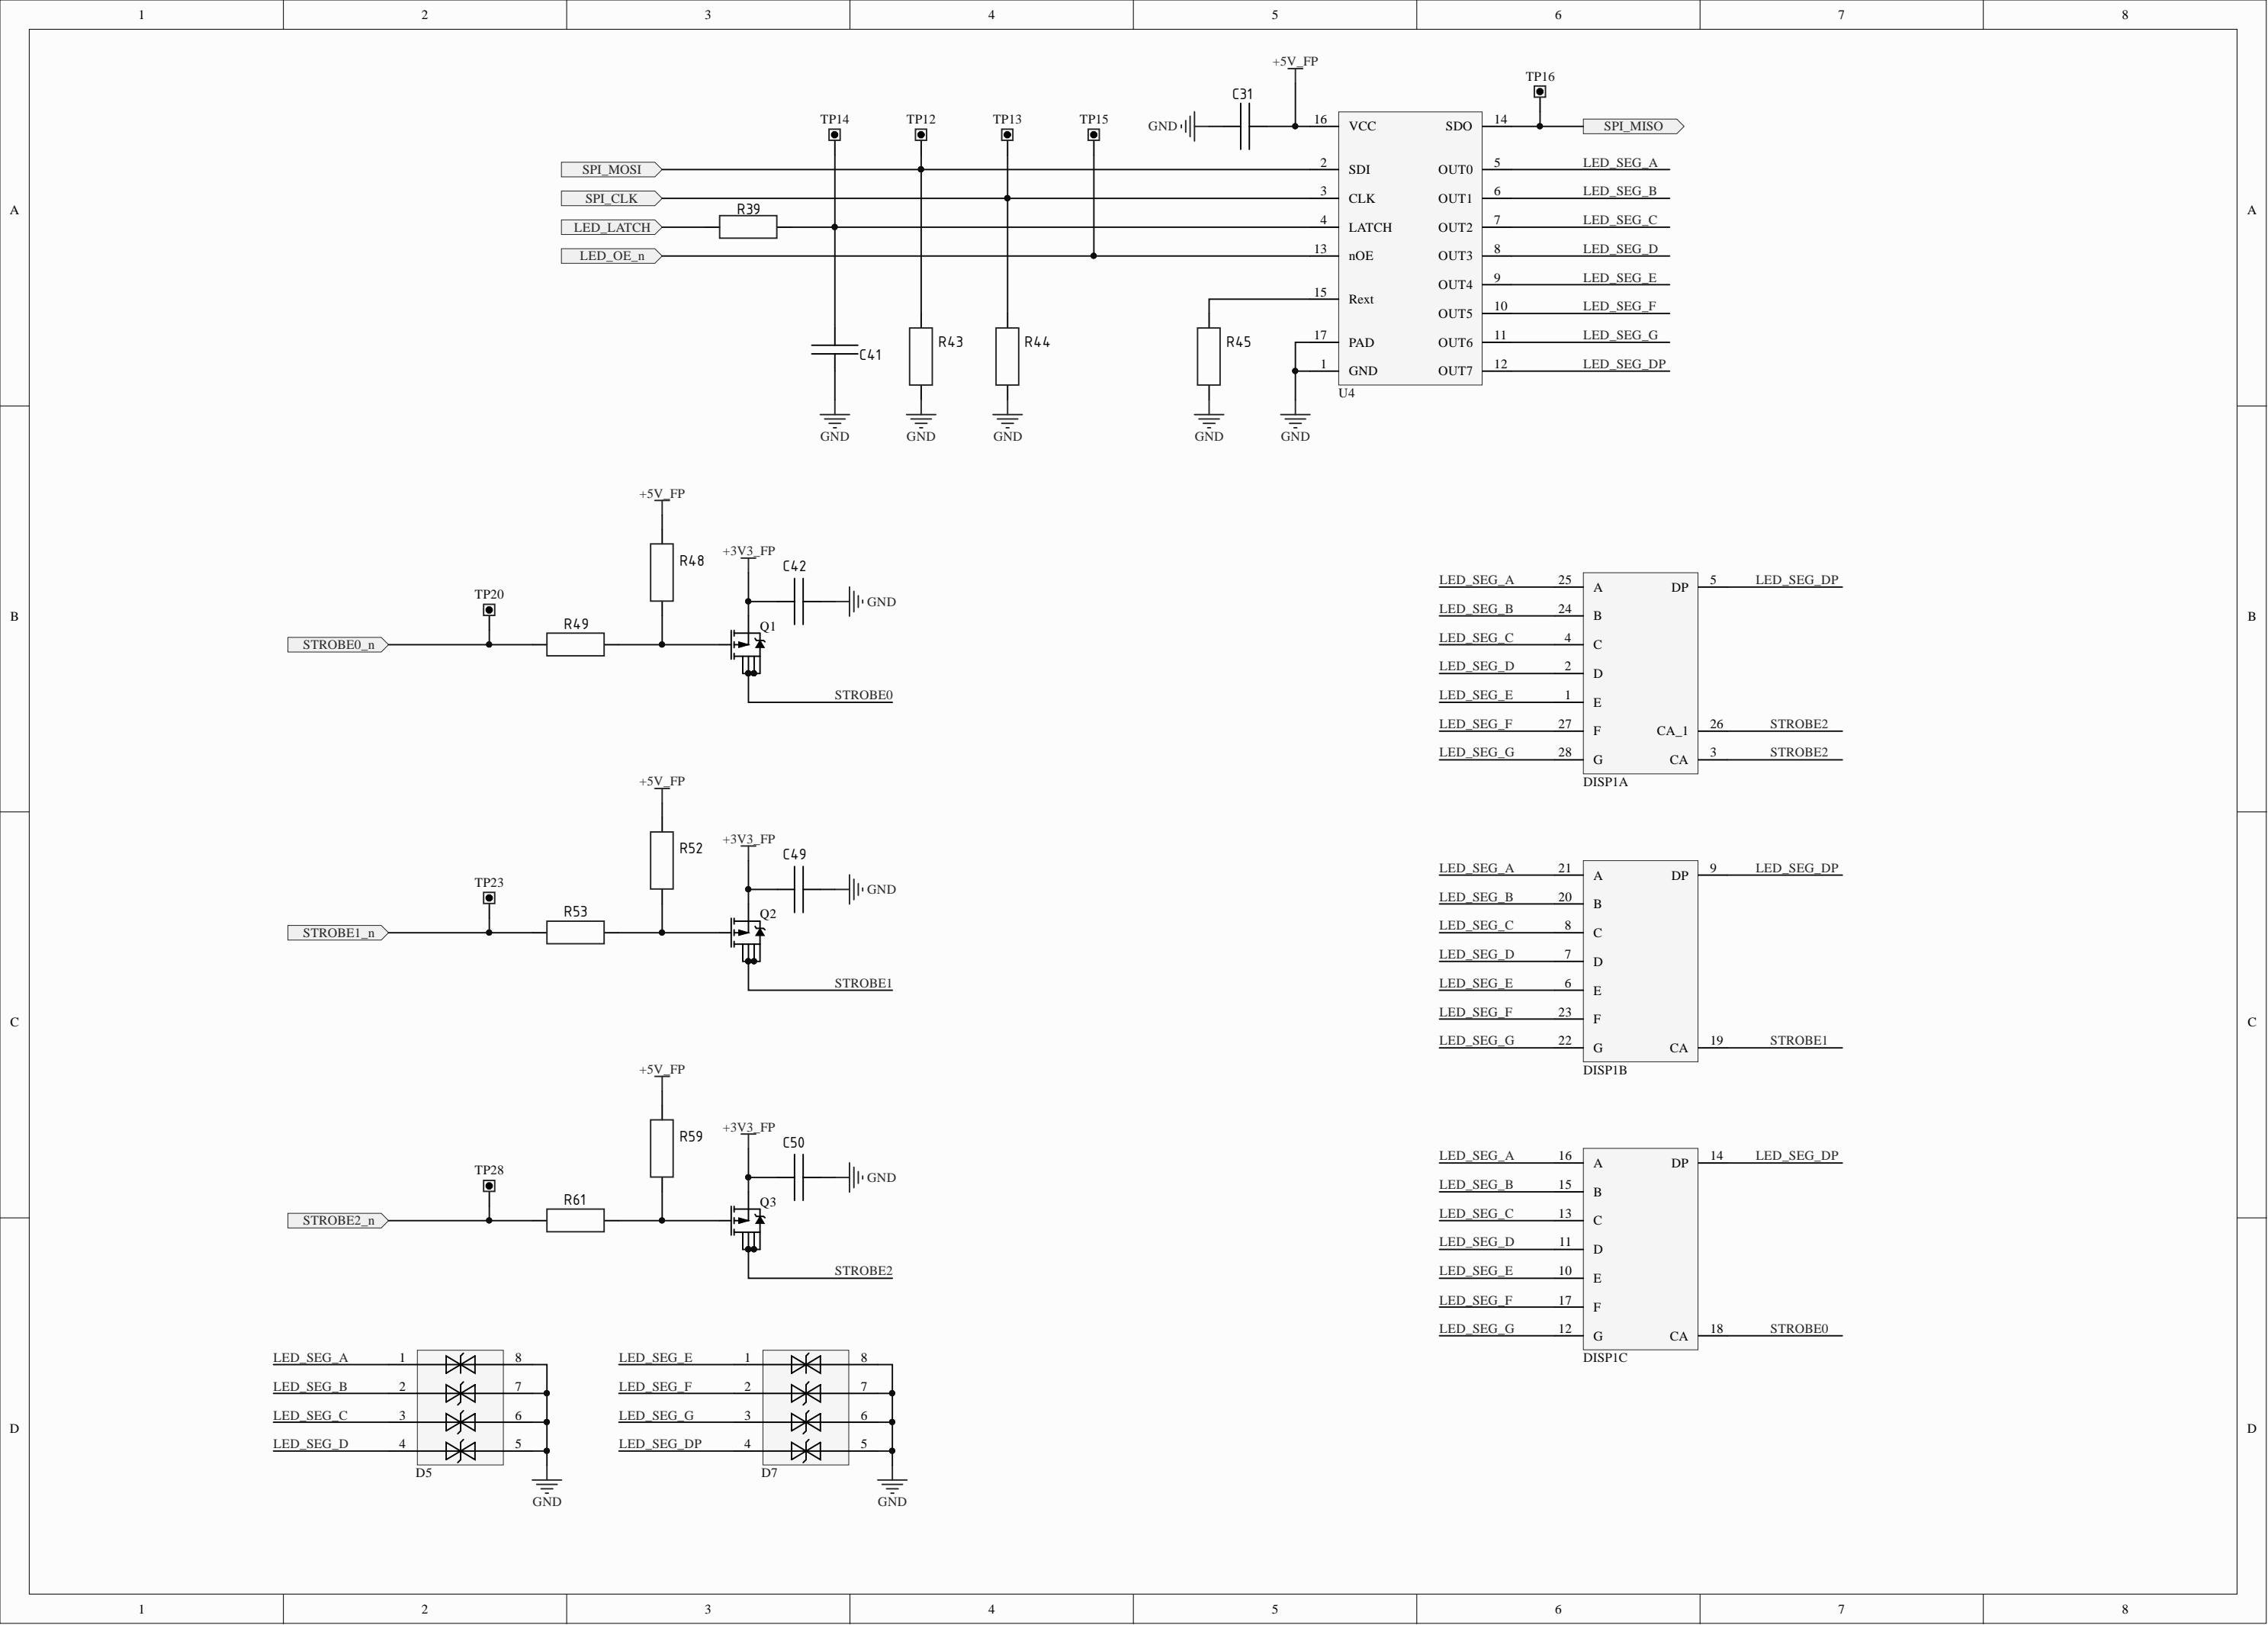 1 2 3 4 5 6 7 8
+5V_FP
TP16
C31
TP14 TP12 TP13 TP15
GND 16 VCC SDO 14 SPI_MISO
SPI_MOSI 2 SDI OUT0 5 LED_SEG_A
SPI_CLK 3 CLK OUT1 6 LED_SEG_B
A A
R39
LED_LATCH 4 LATCH OUT2 7 LED_SEG_C
LED_OE_n 13 nOE OUT3 8 LED_SEG_D
OUT4 9 LED_SEG_E
15 Rext
OUT5 10 LED_SEG_F
C41 R43 R44 R45 17 PAD OUT6 11 LED_SEG_G
1 GND OUT7 12 LED_SEG_DP
U4
GND GND GND GND GND
+5V_FP
+3V3_FP
R48 C42
GND
TP20
R49 Q1
STROBE0_n
STROBE0
LED_SEG_A 25 A DP 5 LED_SEG_DP
LED_SEG_B 24 B
B B
LED_SEG_C 4 C
LED_SEG_D 2 D
LED_SEG_E 1 E
LED_SEG_F 27 F CA_1 26 STROBE2
LED_SEG_G 28 G CA 3 STROBE2
DISP1A
+5V_FP
+3V3_FP
R52 C49
GND
TP23
R53 Q2
STROBE1_n
STROBE1
LED_SEG_A 21 A DP 9 LED_SEG_DP
LED_SEG_B 20 B
LED_SEG_C 8 C
LED_SEG_D 7 D
LED_SEG_E 6 E
LED_SEG_F 23 F
C C
LED_SEG_G 22 G CA 19 STROBE1
DISP1B
+5V_FP
+3V3_FP
R59 C50
GND
TP28
R61 Q3
STROBE2_n
STROBE2
LED_SEG_A 16 A DP 14 LED_SEG_DP
LED_SEG_B 15 B
LED_SEG_C 13 C
LED_SEG_D 11 D
LED_SEG_E 10 E
LED_SEG_F 17 F
LED_SEG_G 12 G CA 18 STROBE0
DISP1C
LED_SEG_A 1 8 LED_SEG_E 1 8
LED_SEG_B 2 7 LED_SEG_F 2 7
LED_SEG_C 3 6 LED_SEG_G 3 6
D D
LED_SEG_D 4 5 LED_SEG_DP 4 5
D5 D7
GND GND
1 2 3 4 5 6 7 8